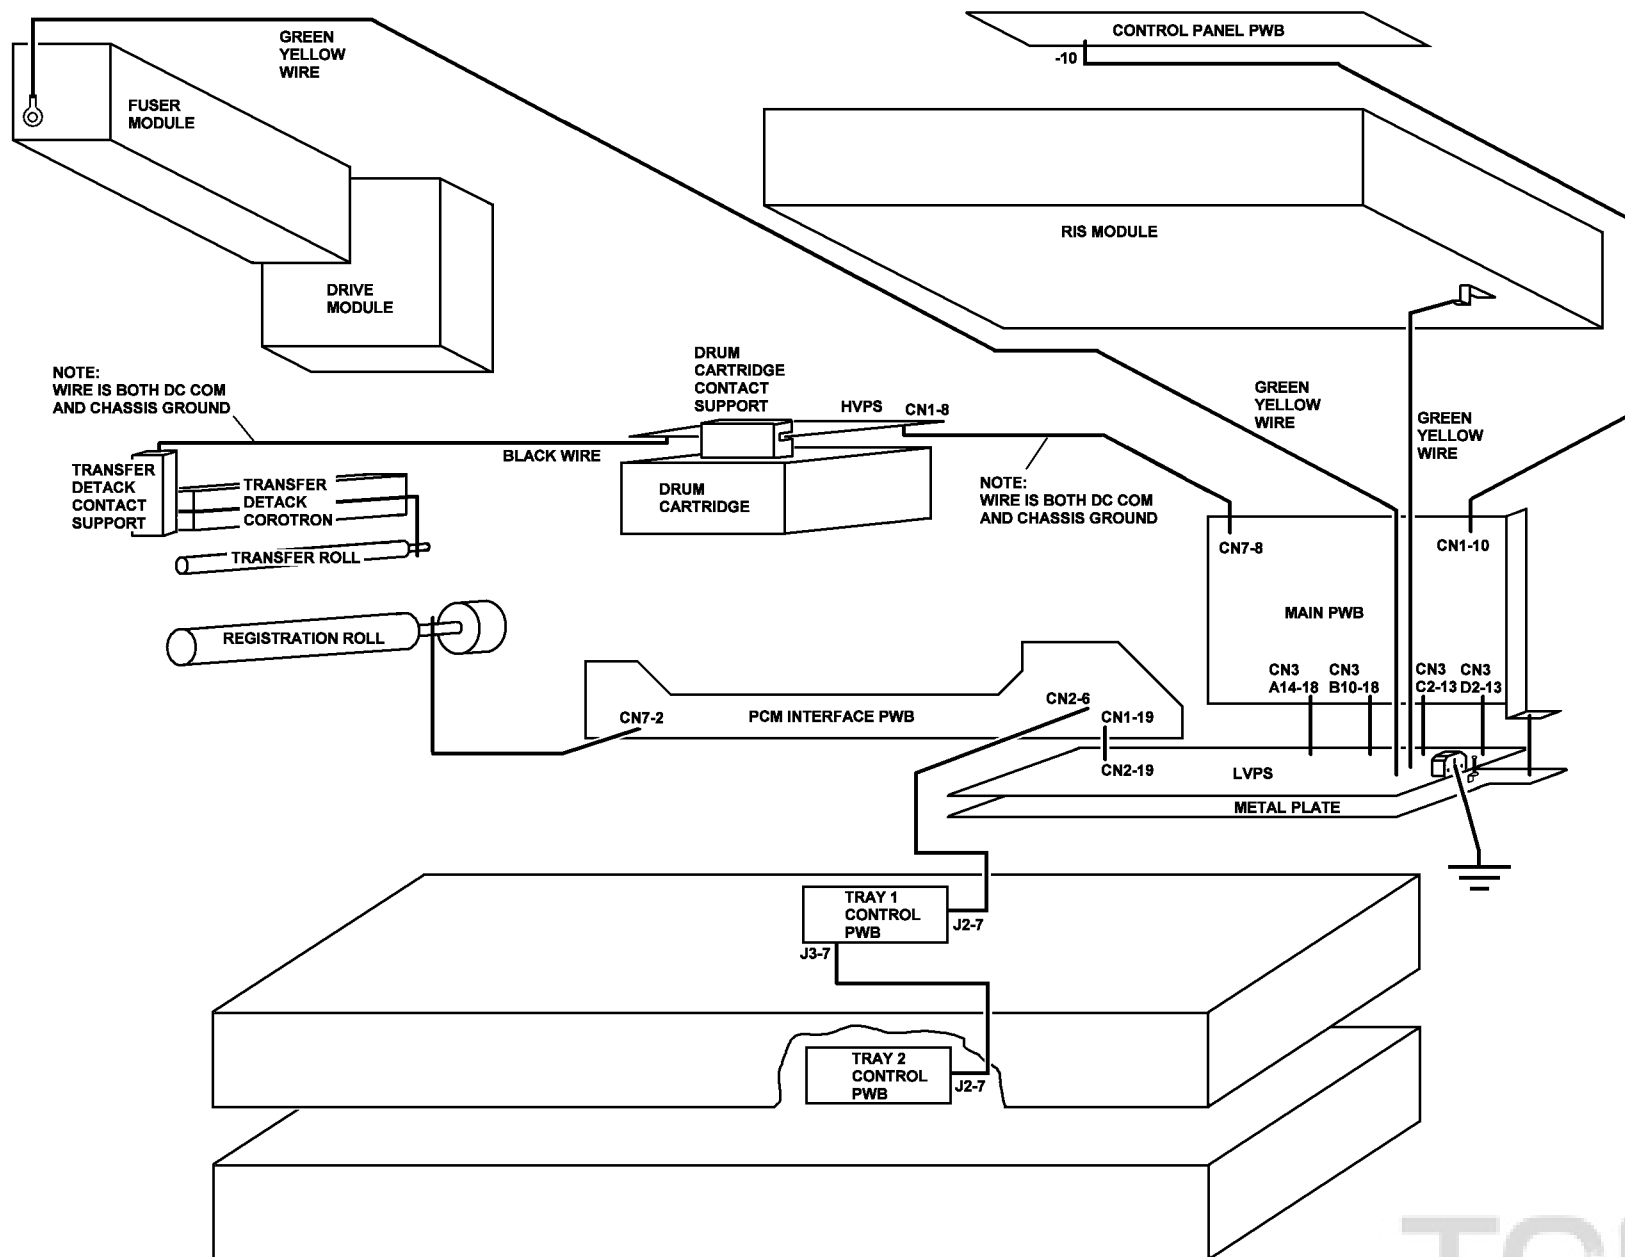 GREEN
YELLOW
WIRE
CONTROL PANEL PWB
-10
FUSER
MODULE
RIS MODULE
DRIVE
MODULE
NOTE:
WIRE IS BOTH DC COM
AND CHASSIS GROUND
DRUM
CARTRIDGE
CONTACT
SUPPORT
HVPS
CN1-8
GREEN
YELLOW
WIRE
GREEN
YELLOW
WIRE
BLACK WIRE
TRANSFER
DETACK
CONTACT
SUPPORT
TRANSFER
DETACK
COROTRON
DRUM
CARTRIDGE
NOTE:
WIRE IS BOTH DC COM
AND CHASSIS GROUND
TRANSFER ROLL
CN7-8
CN1-10
MAIN PWB
REGISTRATION ROLL
CN3
A14-18
CN3
B10-18
CN3
C2-13
CN3
D2-13
CN7-2
PCM INTERFACE PWB
CN2-6
CN1-19
CN2-19
LVPS
METAL PLATE
TRAY 1
CONTROL
PWB
J2-7
J3-7
TRAY 2
CONTROL
PWB
J2-7